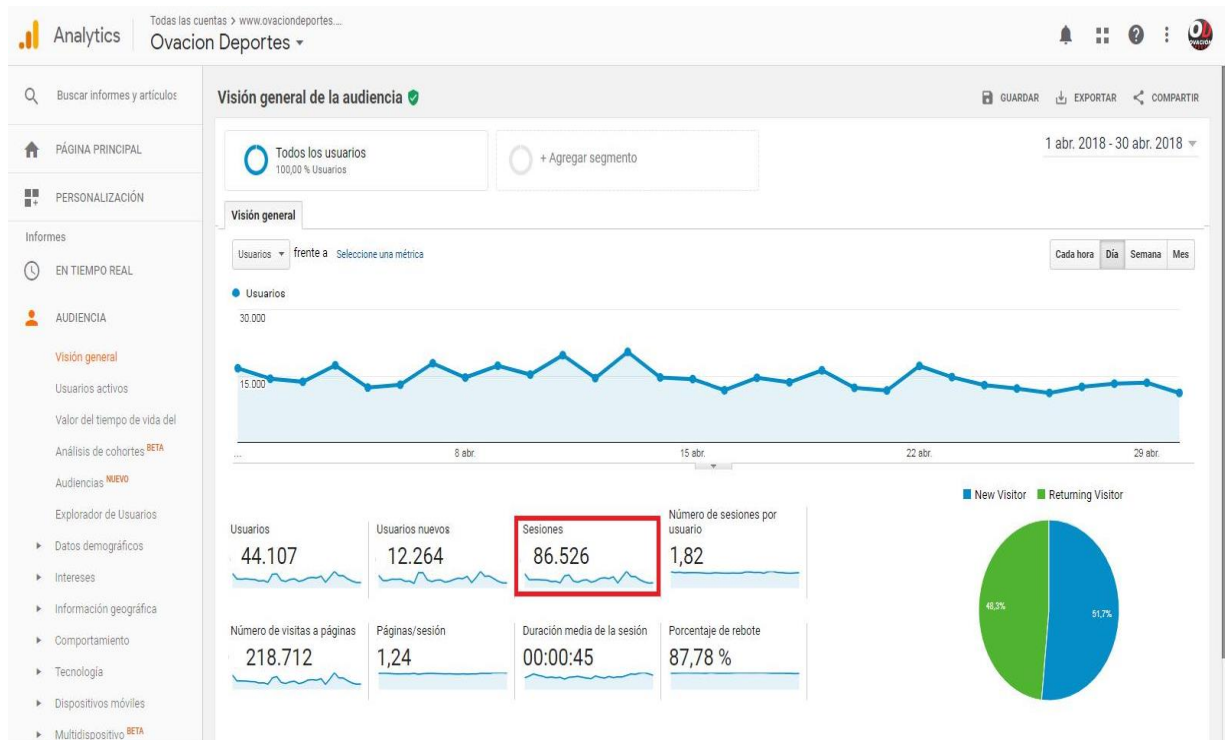 Todas las cuentas > www.ovaciondeportes....
Analytics
Ovacion Deportes
OVACIÓN
Buscar informes y artículos
Visión general de la audiencia
GUARDAR
EXPORTAR
COMPARTIR
PÁGINA PRINCIPAL
PERSONALIZACIÓN
Informes
EN TIEMPO REAL
AUDIENCIA
Visión general
Usuarios activos
Valor del tiempo de vida del
Análisis de cohortes BETA
Audiencias NUEVO
Explorador de Usuarios
Datos demográficos
Intereses
Información geográfica
Comportamiento
Tecnología
Dispositivos móviles
Multidispositivo BETA
Todos los usuarios
100,00 % Usuarios
+ Agregar segmento
1 abr. 2018 - 30 abr. 2018
Visión general
Usuarios frente a Seleccione una métrica
Cada hora Día Semana Mes
Usuarios
30.000
15.000
... 8 abr. 15 abr. 22 abr. 29 abr.
New Visitor Returning Visitor
48,3% 51,7%
Usuarios
44.107
Usuarios nuevos
12.264
Sesiones
86.526
Número de sesiones por
usuario
1,82
Número de visitas a páginas
218.712
Páginas/sesión
1,24
Duración media de la sesión
00:00:45
Porcentaje de rebote
87,78 %